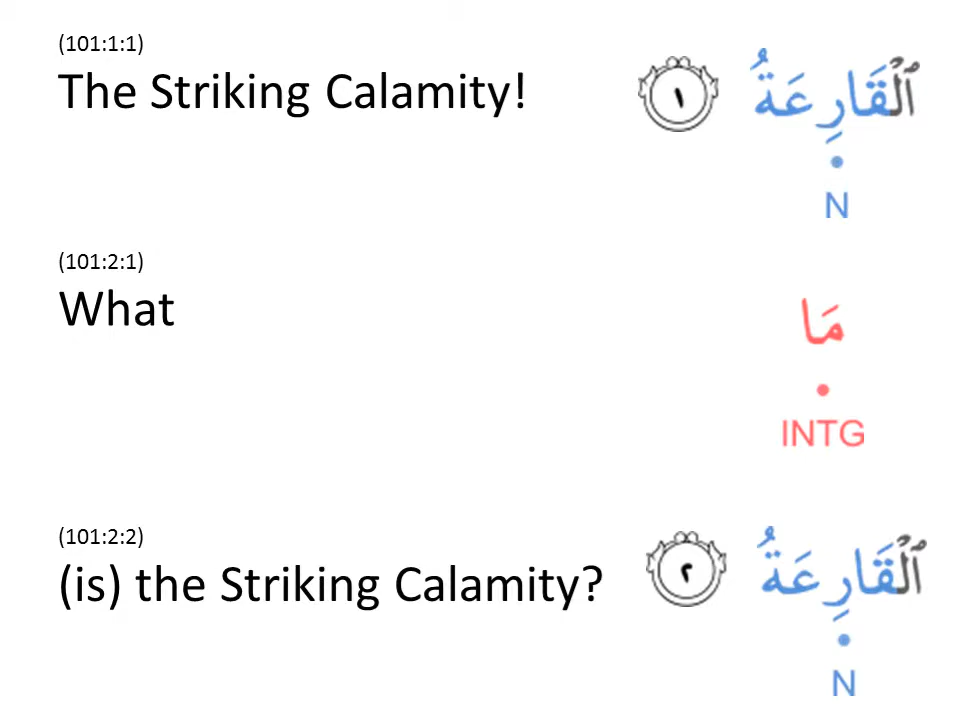 (101:1:1)
The Striking Calamity!
ٱلْقَارِعَةُ ١
N
(101:2:1)
What
مَا
INTG
(101:2:2)
(is) the Striking Calamity?
ٱلْقَارِعَةُ ٢
N